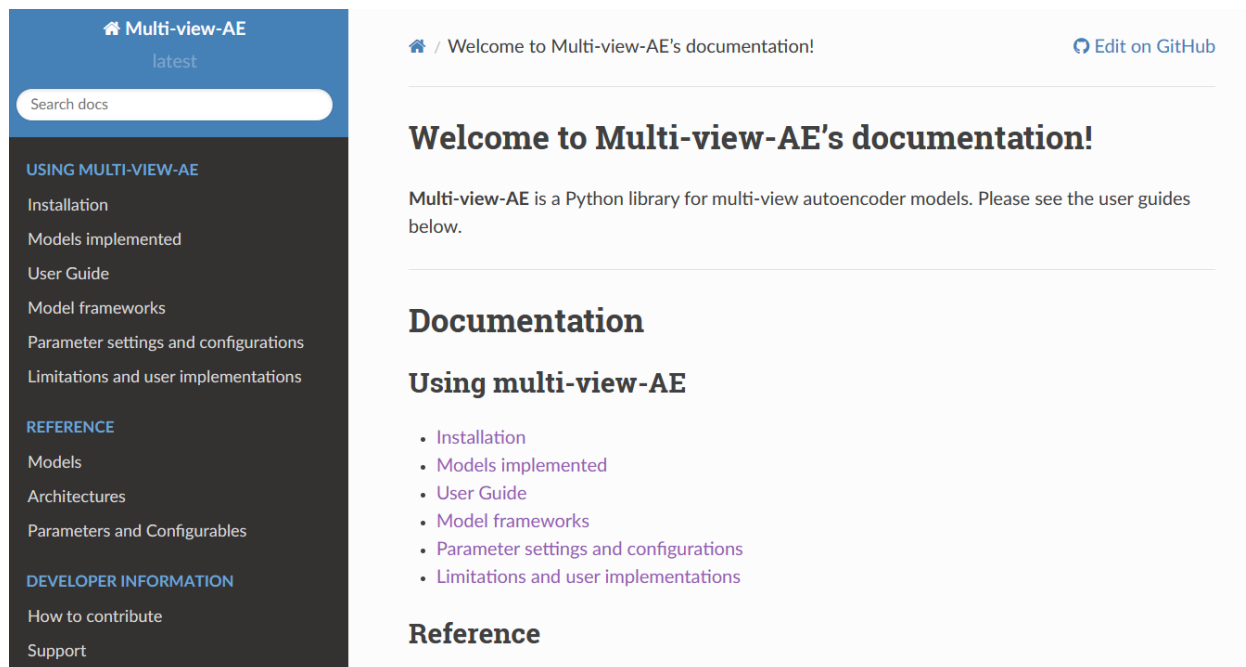 Multi-view-AE
latest
Search docs
USING MULTI-VIEW-AE
Installation
Models implemented
User Guide
Model frameworks
Parameter settings and configurations
Limitations and user implementations
REFERENCE
Models
Architectures
Parameters and Configurables
DEVELOPER INFORMATION
How to contribute
Support
/ Welcome to Multi-view-AE's documentation!
Edit on GitHub
Welcome to Multi-view-AE's documentation!
Multi-view-AE is a Python library for multi-view autoencoder models. Please see the user guides
below.
Documentation
Using multi-view-AE
• Installation
• Models implemented
• User Guide
• Model frameworks
• Parameter settings and configurations
• Limitations and user implementations
Reference